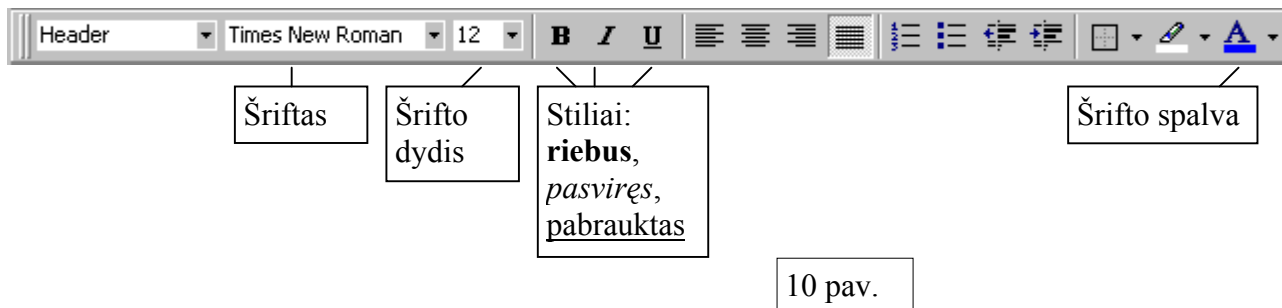 Header Times New Roman 12 B I U A
Šriftas
Šrifto
dydis
Stiliai:
riebus,
pasviręs,
pabrauktas
Šrifto spalva
10 pav.